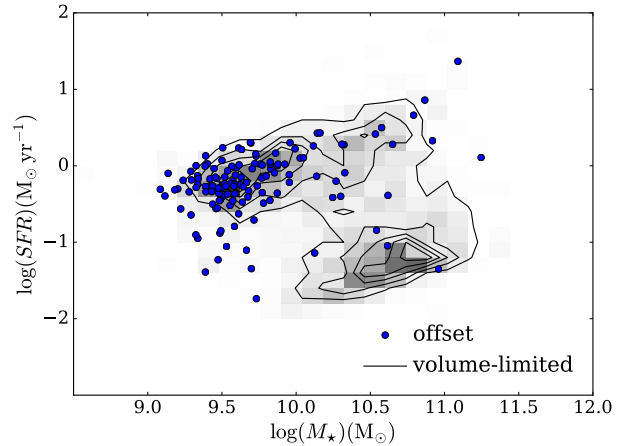 2
1
0
−1
−2
log(SFR)(M⊙ yr⁻¹)
offset
volume-limited
9.0 9.5 10.0 10.5 11.0 11.5 12.0
log(M⋆)(M⊙)